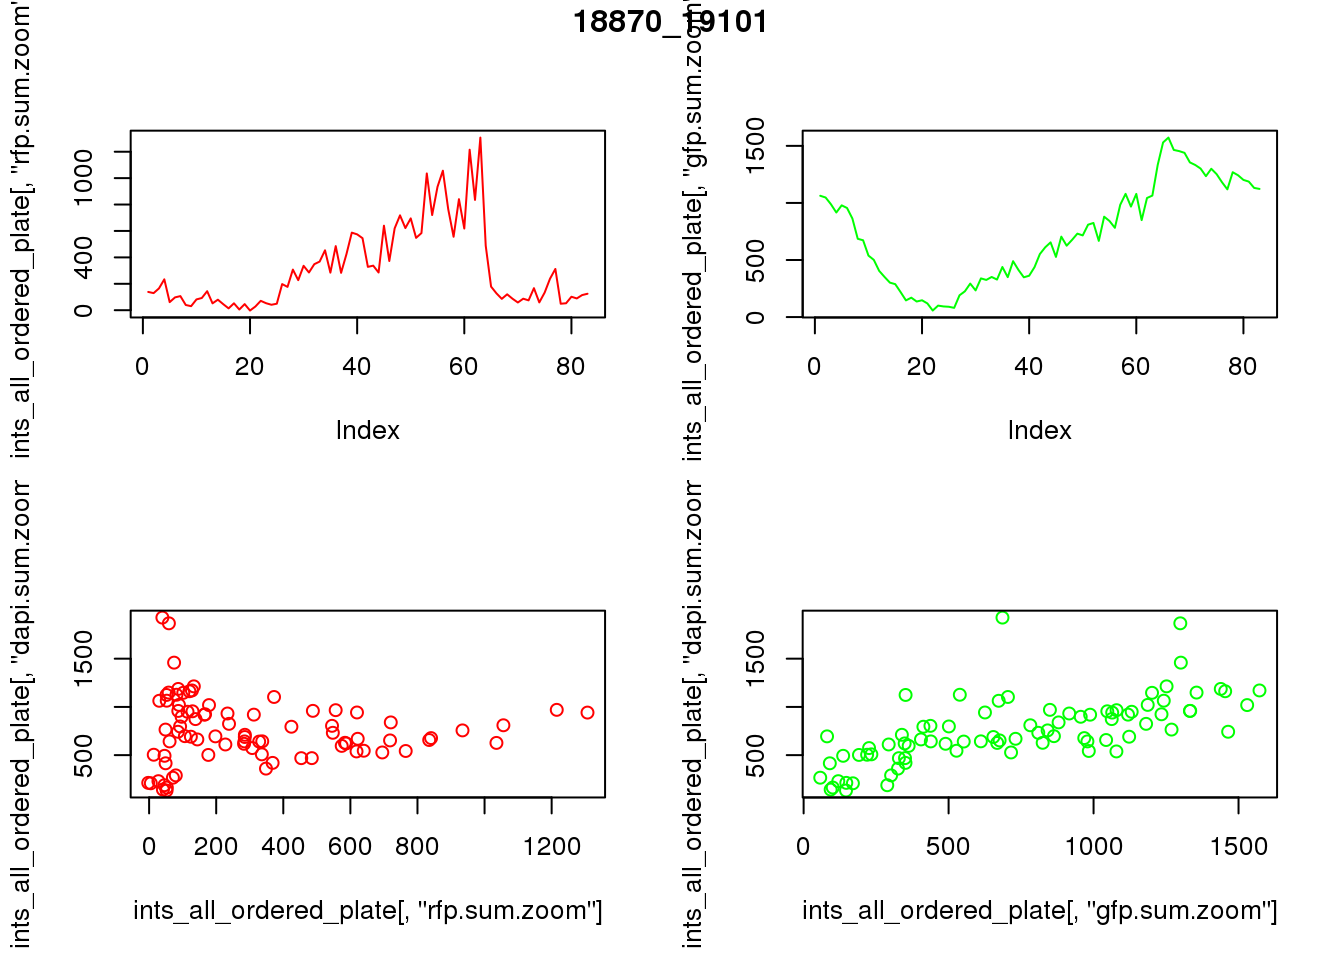 18870_19101
ints_all_ordered_plate[, "rfp.sum.zoom"
0 400 1000
0 20 40 60 80
Index
ints_all_ordered_plate[, "gfp.sum.zoom"
0 500 1500
0 20 40 60 80
Index
ints_all_ordered_plate[, "dapi.sum.zoom
500 1500
0 200 400 600 800 1200
ints_all_ordered_plate[, "rfp.sum.zoom"]
ints_all_ordered_plate[, "dapi.sum.zoom
500 1500
0 500 1000 1500
ints_all_ordered_plate[, "gfp.sum.zoom"]